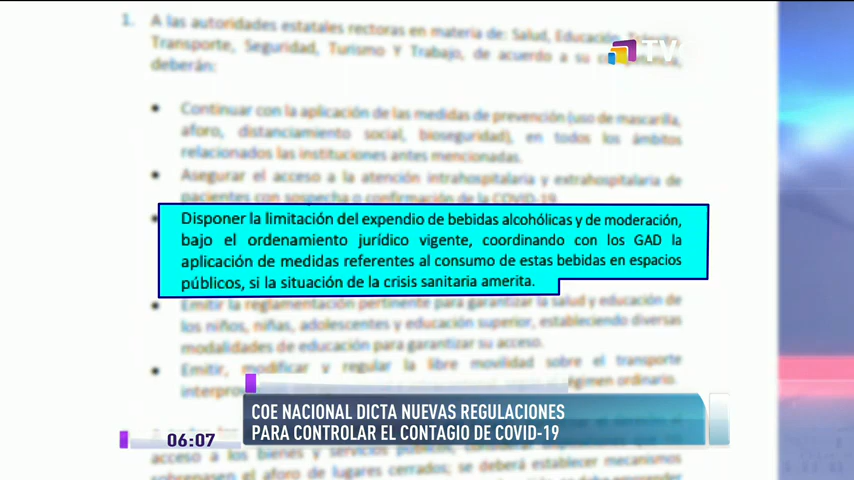 1. A las autoridades estatales rectoras en materia de: Salud, Educación,
Transporte, Seguridad, Turismo Y Trabajo, de acuerdo a su
deberán:
TV
• Continuar con la aplicación de las medidas de prevención (uso de mascarilla,
aforo, distanciamiento social, bioseguridad), en todos los ámbitos
relacionados las instituciones antes mencionadas.
• Asegurar el acceso a la atención intrahospitalaria y extrahospitalaria de
pacientes con sospecha o confirmación de la COVID-19
• Disponer la limitación del expendio de bebidas alcohólicas y de moderación,
bajo el ordenamiento jurídico vigente, coordinando con los GAD la
aplicación de medidas referentes al consumo de estas bebidas en espacios
públicos, si la situación de la crisis sanitaria amerita.
• Emitir la reglamentación pertinente para garantizar la salud y educación de
los niños, niñas, adolescentes y educación superior, estableciendo diversas
modalidades de educación para garantizar su acceso.
• Emitir, modificar y regular la libre movilidad sobre el transporte
régimen ordinario.
COE NACIONAL DICTA NUEVAS REGULACIONES
PARA CONTROLAR EL CONTAGIO DE COVID-19
06:07
acceso a los bienes y servicios públicos,
el aforo de lugares cerrados; se deberá establecer mecanismos